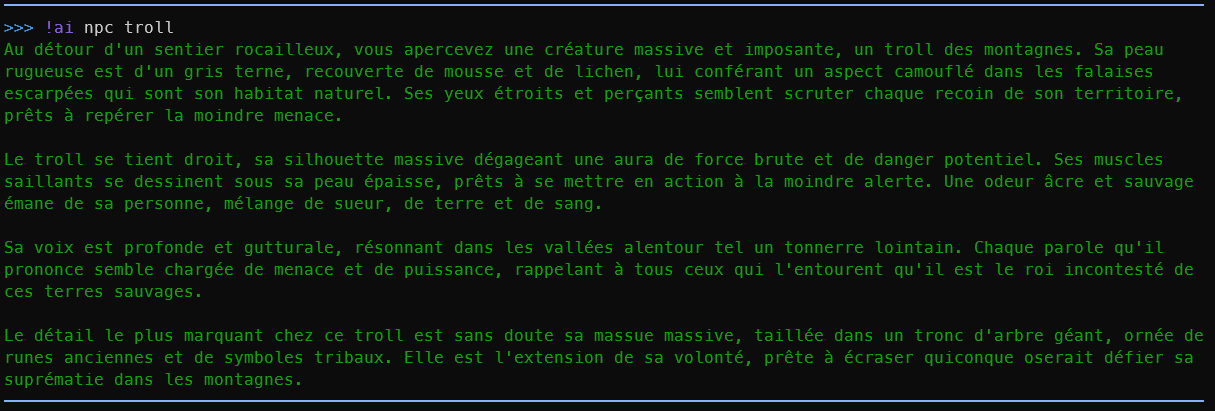 >>> !ai npc troll
Au détour d'un sentier rocailleux, vous apercevez une créature massive et imposante, un troll des montagnes. Sa peau
rugueuse est d'un gris terne, recouverte de mousse et de lichen, lui conférant un aspect camouflé dans les falaises
escarpées qui sont son habitat naturel. Ses yeux étroits et perçants semblent scruter chaque recoin de son territoire,
prêts à repérer la moindre menace.
Le troll se tient droit, sa silhouette massive dégageant une aura de force brute et de danger potentiel. Ses muscles
saillants se dessinent sous sa peau épaisse, prêts à se mettre en action à la moindre alerte. Une odeur âcre et sauvage
émane de sa personne, mélange de sueur, de terre et de sang.
Sa voix est profonde et gutturale, résonnant dans les vallées alentour tel un tonnerre lointain. Chaque parole qu'il
prononce semble chargée de menace et de puissance, rappelant à tous ceux qui l'entourent qu'il est le roi incontesté de
ces terres sauvages.
Le détail le plus marquant chez ce troll est sans doute sa massue massive, taillée dans un tronc d'arbre géant, ornée de
runes anciennes et de symboles tribaux. Elle est l'extension de sa volonté, prête à écraser quiconque oserait défier sa
suprématie dans les montagnes.